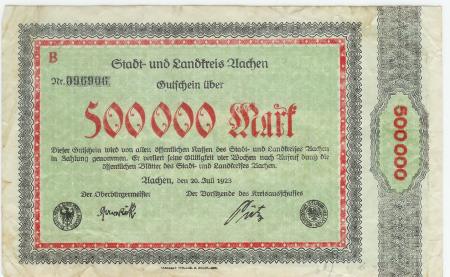 B
Stadt- und Landkreis Aachen
Nr. 096906
Gutschein über
500000 Mark
Dieser Gutschein wird von allen öffentlichen Kassen des Stadt- und Landkreises Aachen
in Zahlung genommen. Er verliert seine Gültigkeit vier Wochen nach Aufruf durch die
öffentlichen Blätter des Stadt- und Landkreises Aachen.
Aachen, den 20. Juli 1923
Der Oberbürgermeister
Der Vorsitzende des Kreisausschusses
500000